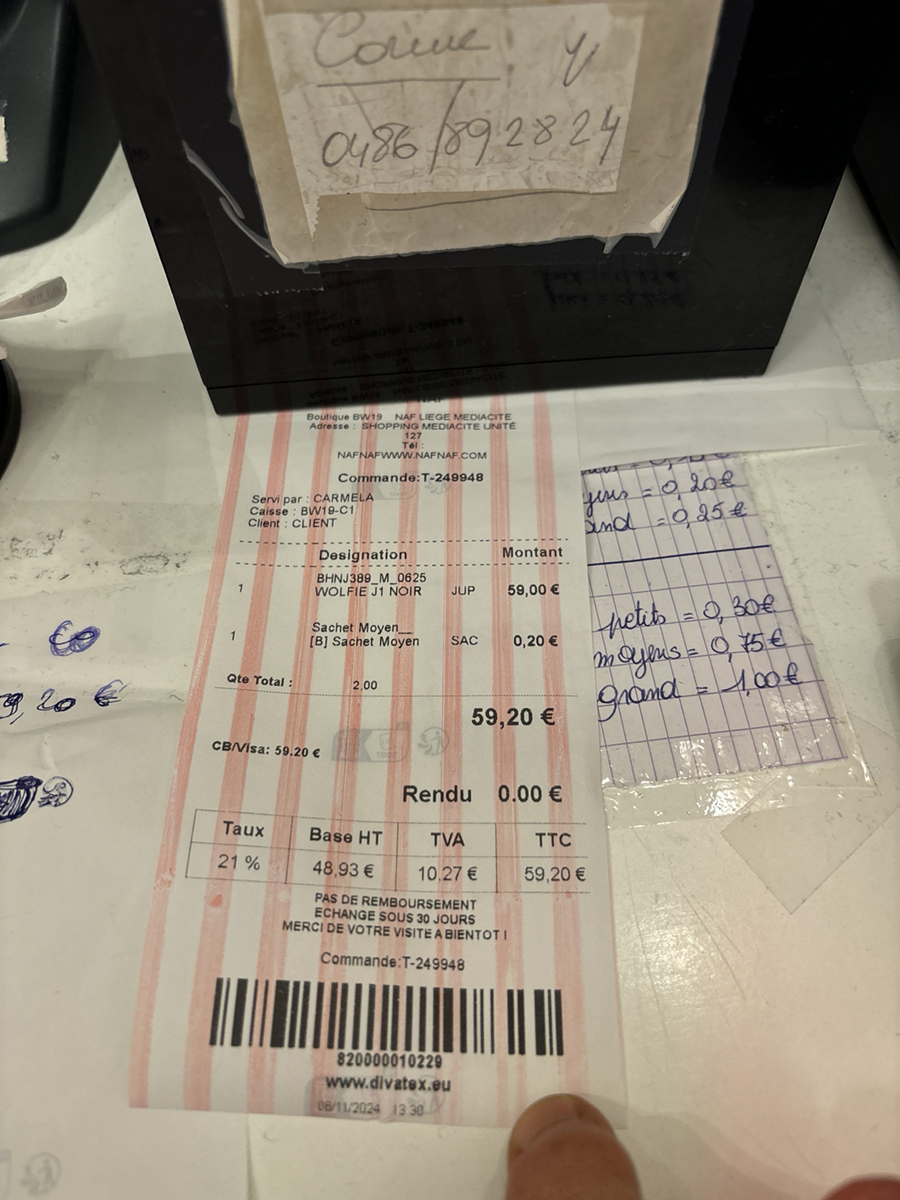 0486/892824
NAF
Boutique BW19 NAF LIEGE MEDIACITE
Adresse : SHOPPING MEDIACITE UNITÉ
127
Tél :
NAFNAFWWW.NAFNAF.COM
Commande:T-249948
Servi par : CARMELA
Caisse : BW19-C1
Client : CLIENT
Designation Montant
1 BHNJ389_M_0625
WOLFIE J1 NOIR JUP 59,00 €
1 Sachet Moyen__
[B] Sachet Moyen SAC 0,20 €
Qte Total : 2,00
59,20 €
CB/Visa: 59.20 €
Rendu 0.00 €
Taux Base HT TVA TTC
21 % 48,93 € 10,27 € 59,20 €
PAS DE REMBOURSEMENT
ECHANGE SOUS 30 JOURS
MERCI DE VOTRE VISITE A BIENTOT !
Commande:T-249948
820000010229
www.divatex.eu
06/11/2024 13:30
= 0,20€
= 0,25€
petits = 0,30€
moyens = 0,75€
grand = 1,00€
9,20 €